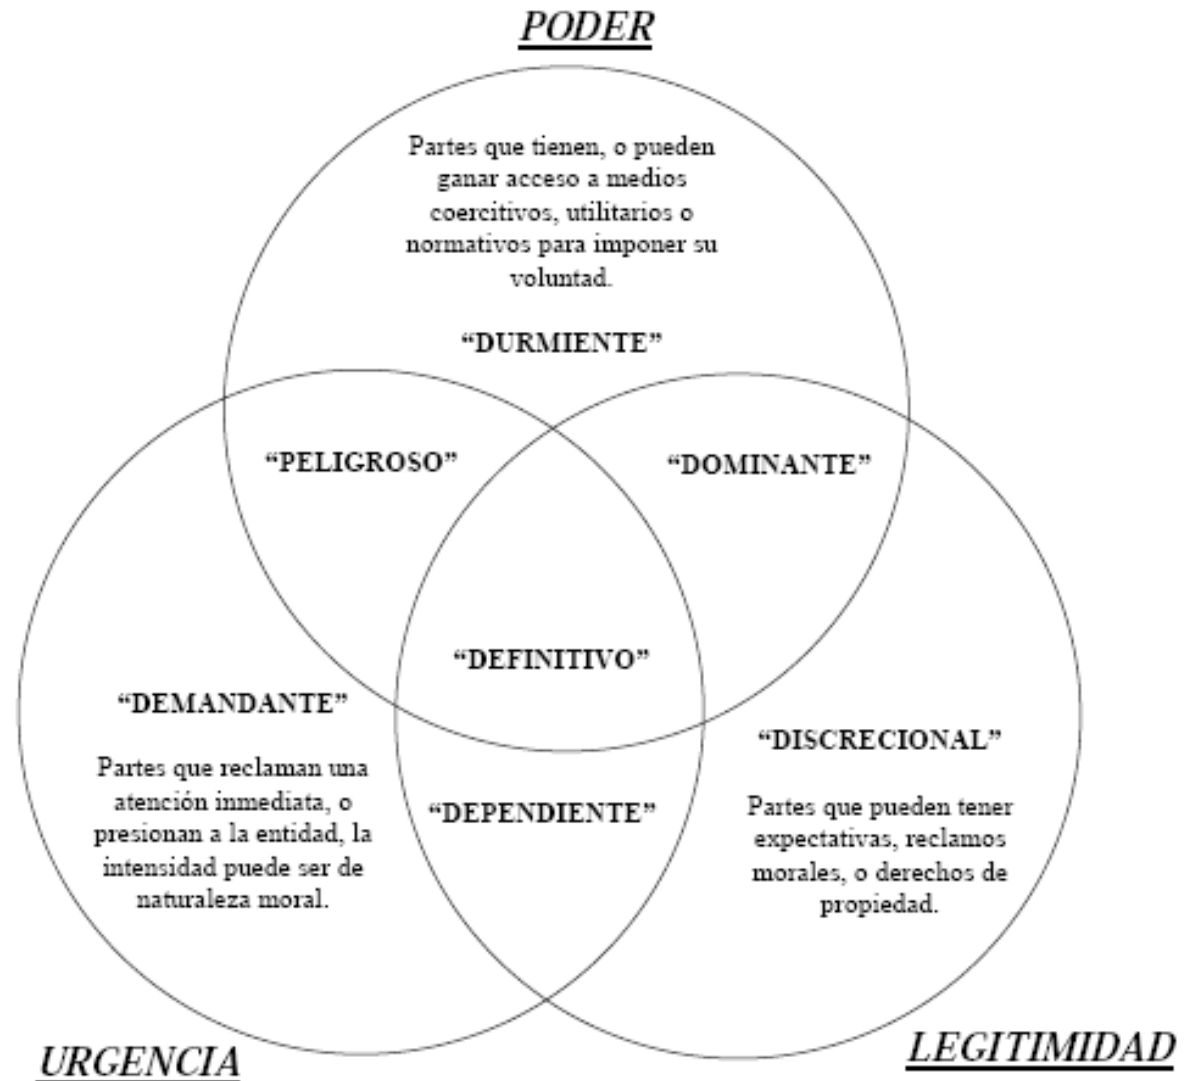 PODER
Partes que tienen, o pueden
ganar acceso a medios
coercitivos, utilitarios o
normativos para imponer su
voluntad.
“DURMIENTE”
“PELIGROSO”
“DOMINANTE”
“DEFINITIVO”
“DEMANDANTE”
Partes que reclaman una
atención inmediata, o
presionan a la entidad, la
intensidad puede ser de
naturaleza moral.
“DEPENDIENTE”
“DISCRECIONAL”
Partes que pueden tener
expectativas, reclamos
morales, o derechos de
propiedad.
URGENCIA
LEGITIMIDAD